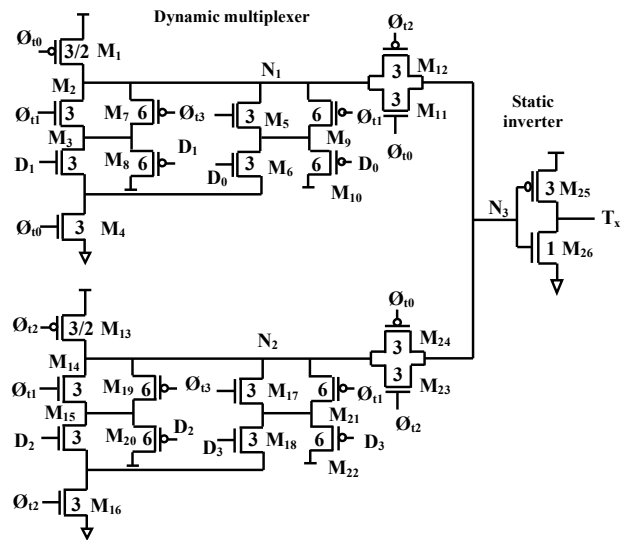 Dynamic multiplexer
Øt0 3/2 M1
Øt2
M2 N1 M12
3
Øt1 3 M7 6 Øt3 3 M5 6 Øt1 3 M11
M3 M9
D1 3 M8 6 D1 D0 3 M6 6 D0 Øt0
M10
Øt0 3 M4
Static
inverter
3 M25
N3 Tx
1 M26
Øt2 3/2 M13
Øt0
M14 N2 M24
3
Øt1 3 M19 6 Øt3 3 M17 6 Øt1 3 M23
M15 M21
D2 3 M20 6 D2 D3 3 M18 6 D3 Øt2
M22
Øt2 3 M16